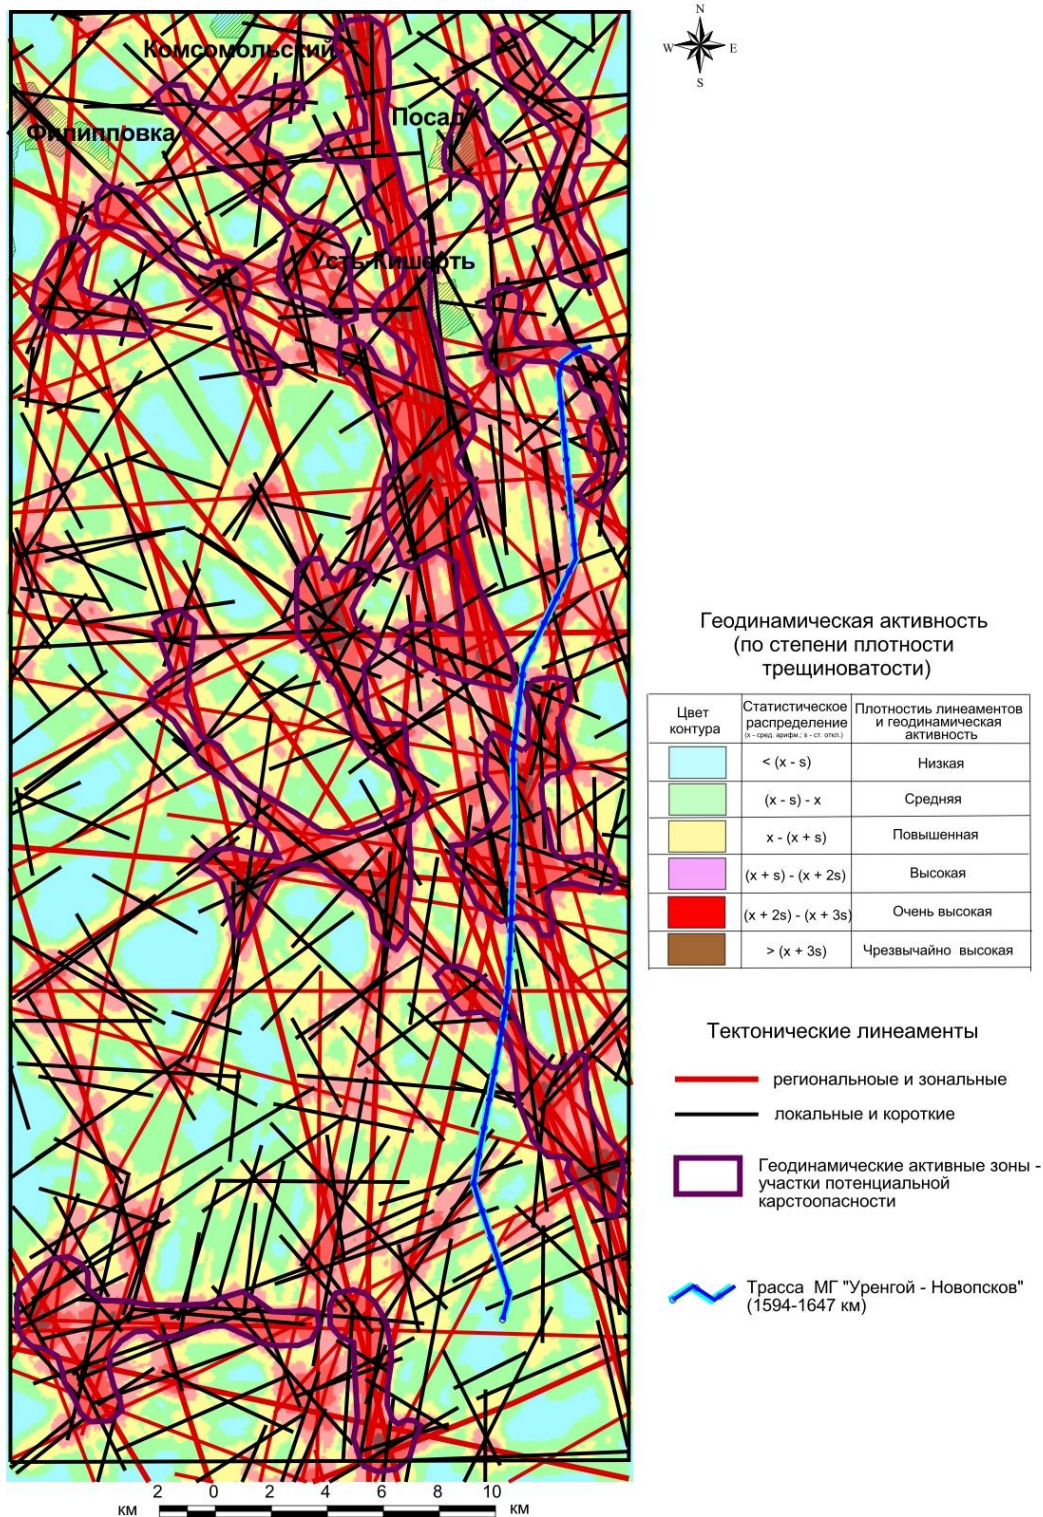 N
W E
S
Комсомольский
Посад
Филипповка
Усть-Кишерть
Геодинамическая активность
(по степени плотности
трещиноватости)
Цвет
контура
Статистическое
распределение
(x - сред. арифм.; s - ст. откл.)
Плотностиь линеаментов
и геодинамическая
активность
< (x - s)
Низкая
(x - s) - x
Средняя
x - (x + s)
Повышенная
(x + s) - (x + 2s)
Высокая
(x + 2s) - (x + 3s)
Очень высокая
> (x + 3s)
Чрезвычайно высокая
Тектонические линеаменты
региональноые и зональные
локальные и короткие
Геодинамические активные зоны -
участки потенциальной
карстоопасности
Трасса МГ "Уренгой - Новопсков"
(1594-1647 км)
2 0 2 4 6 8 10
км км